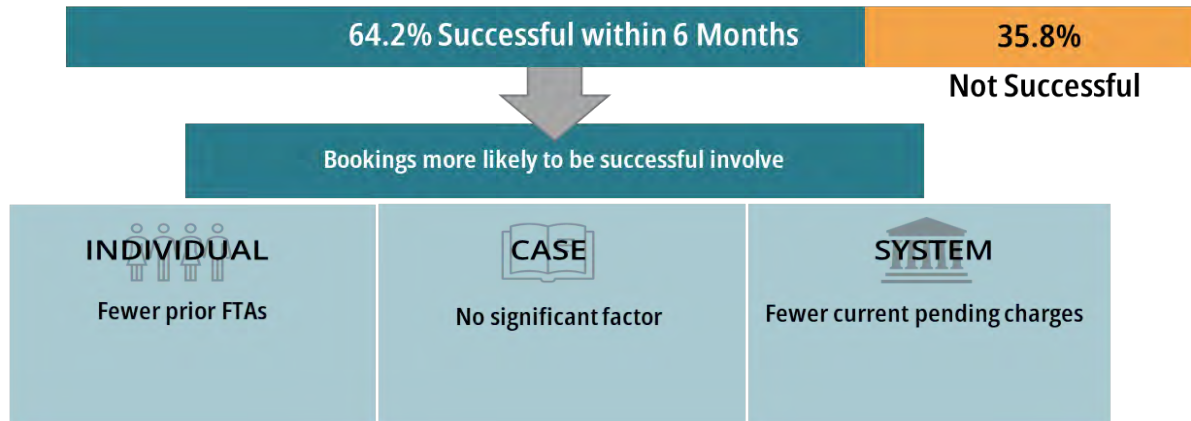 64.2% Successful within 6 Months
35.8%
Not Successful
Bookings more likely to be successful involve
INDIVIDUAL
Fewer prior FTAs
CASE
No significant factor
SYSTEM
Fewer current pending charges